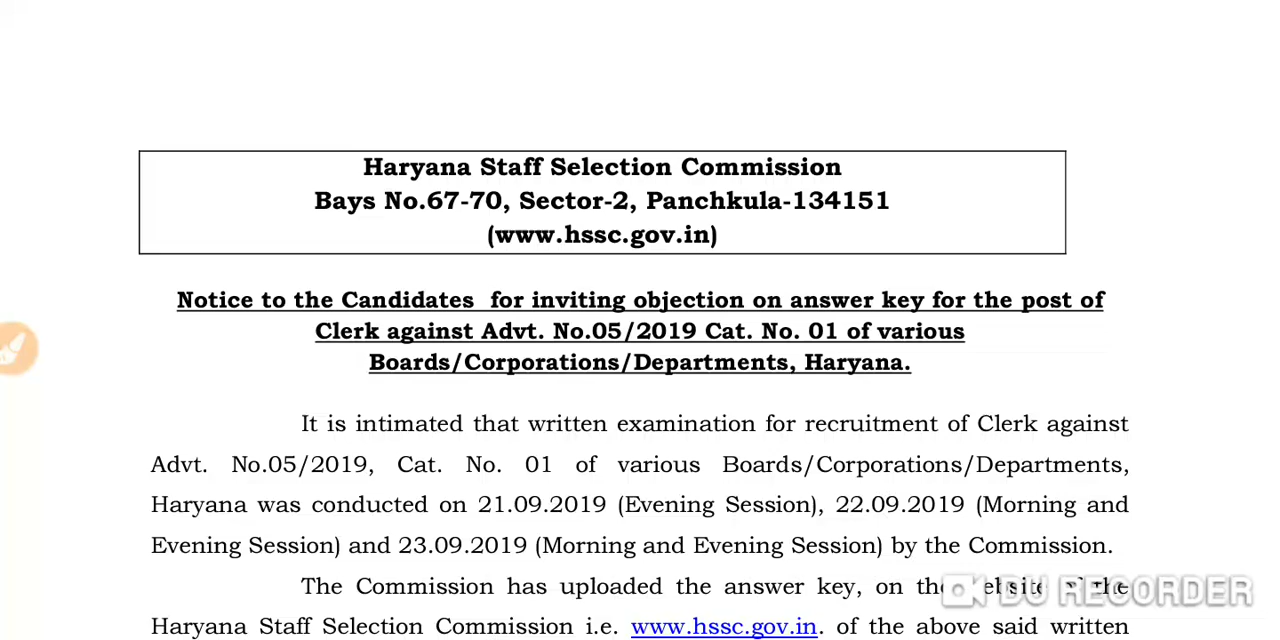 Haryana Staff Selection Commission
Bays No.67-70, Sector-2, Panchkula-134151
(www.hssc.gov.in)
Notice to the Candidates for inviting objection on answer key for the post of
Clerk against Advt. No.05/2019 Cat. No. 01 of various
Boards/Corporations/Departments, Haryana.
It is intimated that written examination for recruitment of Clerk against
Advt. No.05/2019, Cat. No. 01 of various Boards/Corporations/Departments,
Haryana was conducted on 21.09.2019 (Evening Session), 22.09.2019 (Morning and
Evening Session) and 23.09.2019 (Morning and Evening Session) by the Commission.
The Commission has uploaded the answer key, on the website of the
Haryana Staff Selection Commission i.e. www.hssc.gov.in. of the above said written
DU RECORDER